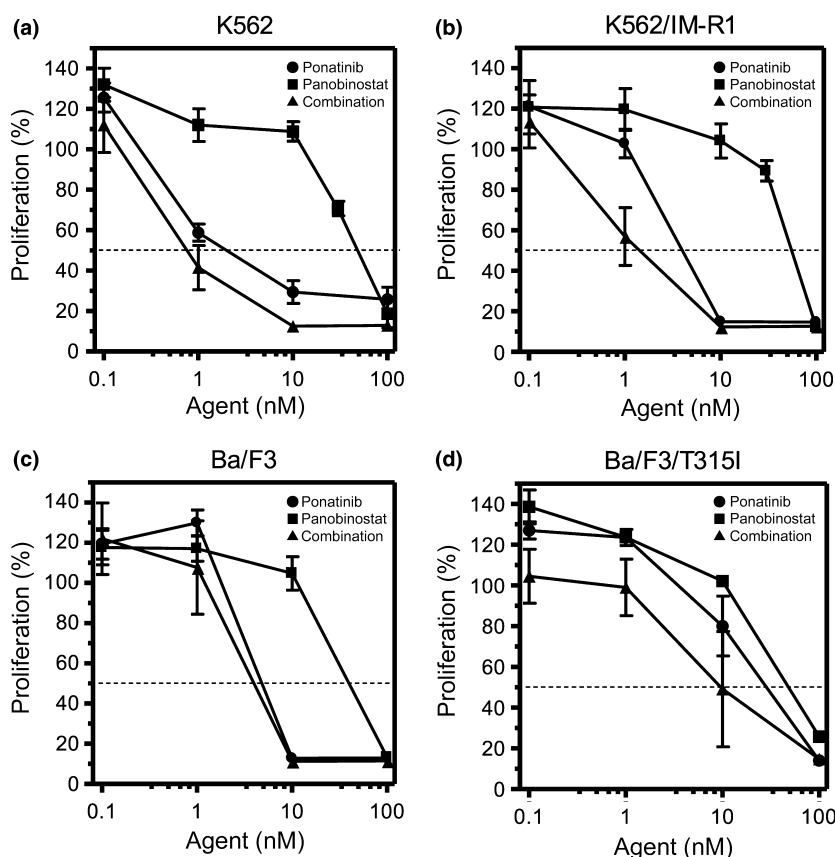 (a) K562
140
120
100
80
60
40
20
0
Proliferation (%)
Ponatinib
Panobinostat
Combination
0.1 1 10 100
Agent (nM)
(b) K562/IM-R1
140
120
100
80
60
40
20
0
Proliferation (%)
Ponatinib
Panobinostat
Combination
0.1 1 10 100
Agent (nM)
(c) Ba/F3
140
120
100
80
60
40
20
0
Proliferation (%)
Ponatinib
Panobinostat
Combination
0.1 1 10 100
Agent (nM)
(d) Ba/F3/T315I
140
120
100
80
60
40
20
0
Proliferation (%)
Ponatinib
Panobinostat
Combination
0.1 1 10 100
Agent (nM)